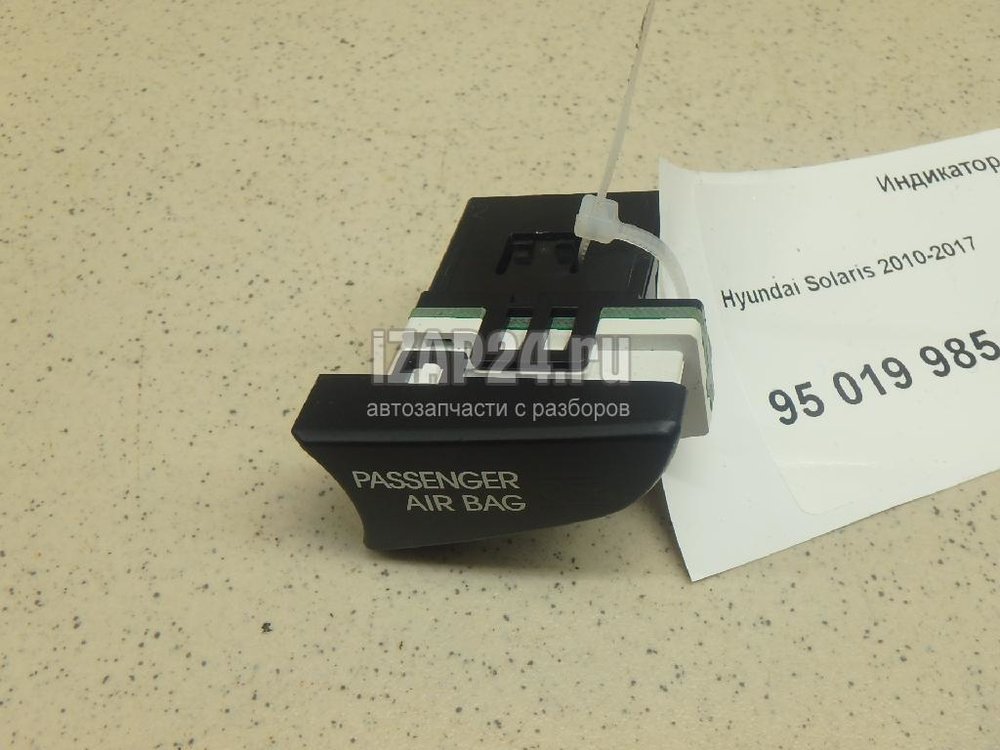 Индикатор
Hyundai Solaris 2010-2017
95 019 985
iZAP24.ru
автозапчасти с разборов
PASSENGER
AIR BAG